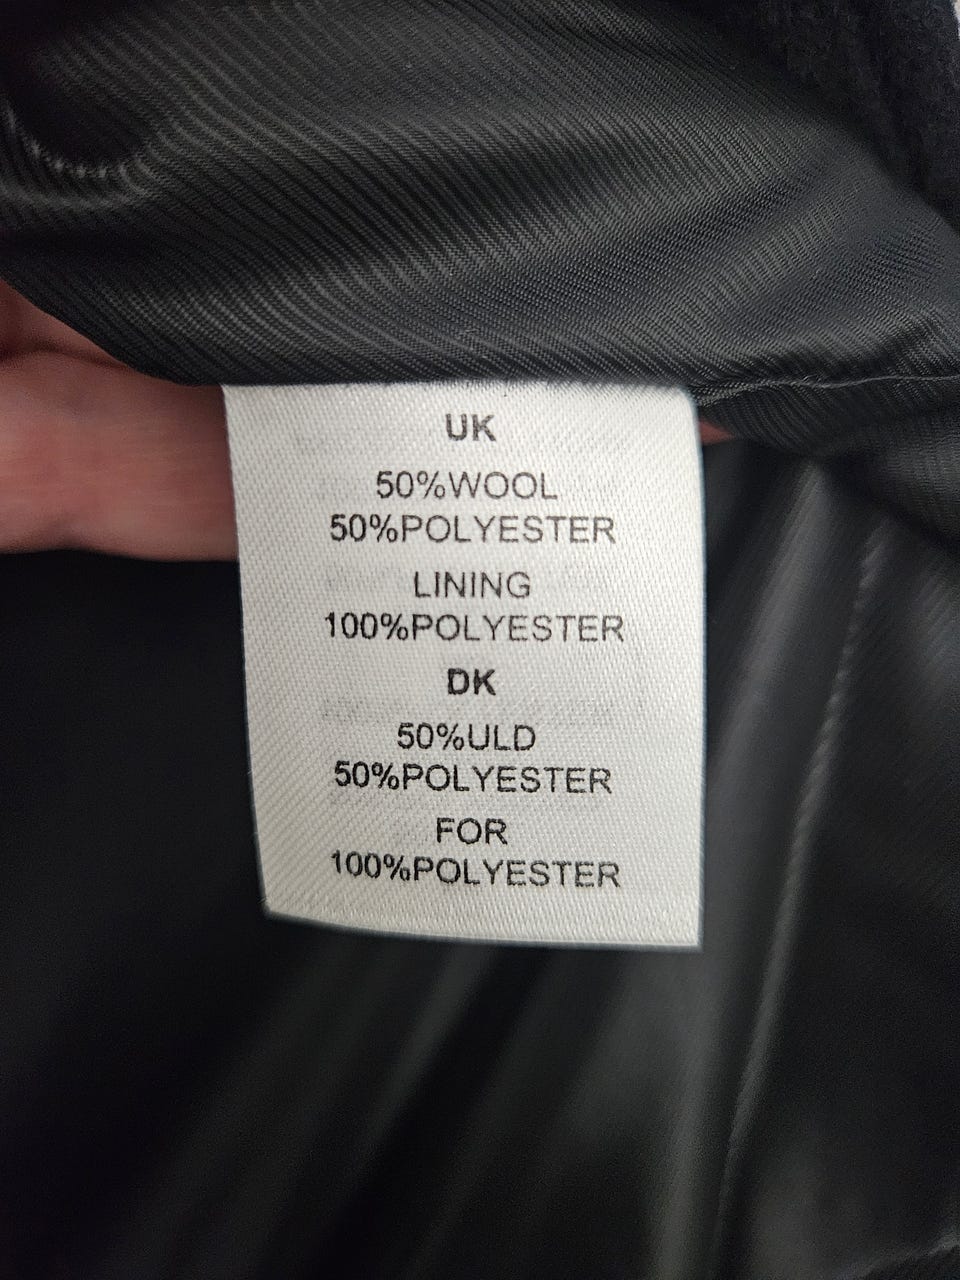 UK
50%WOOL
50%POLYESTER
LINING
100%POLYESTER
DK
50%ULD
50%POLYESTER
FOR
100%POLYESTER